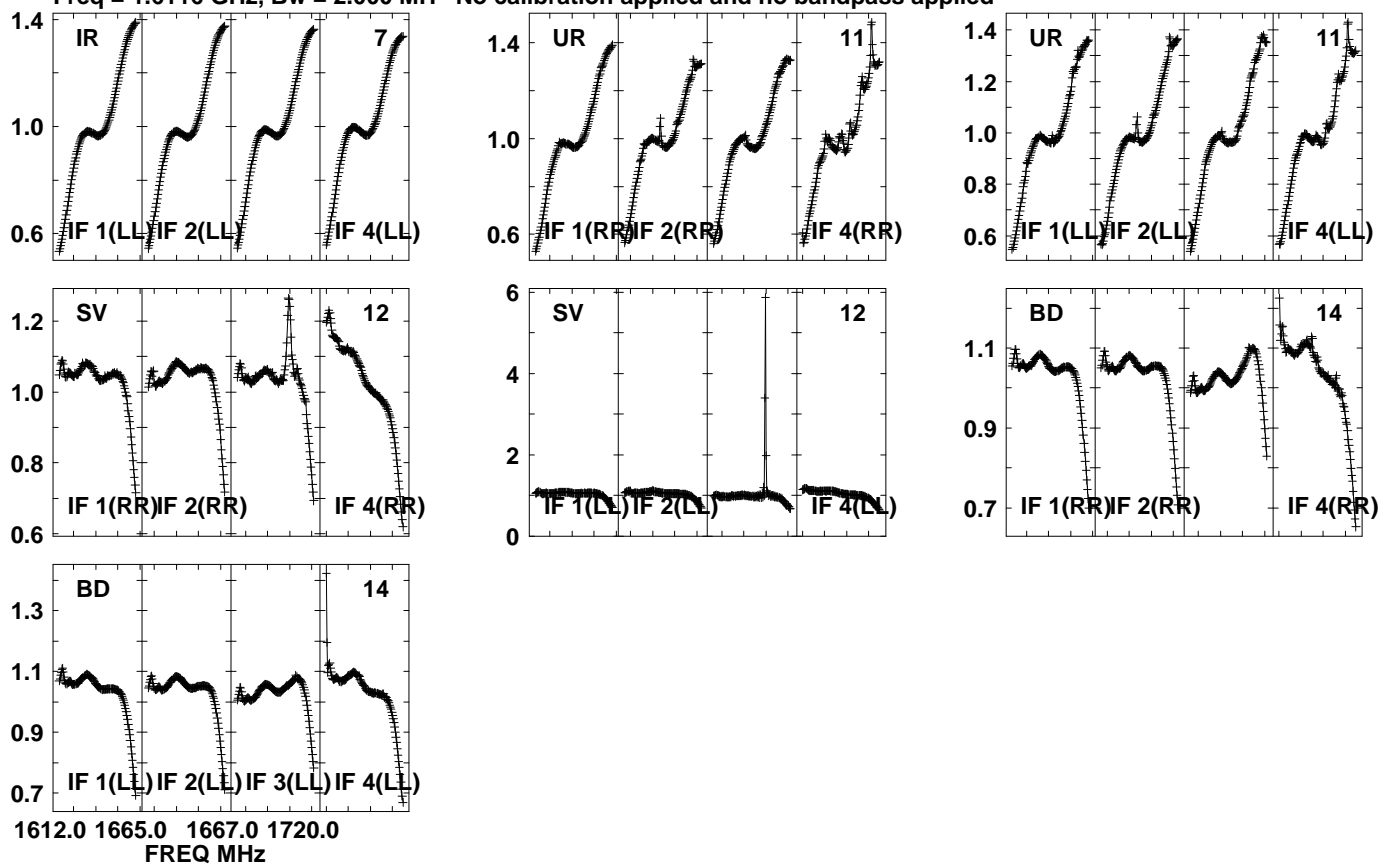 No calibration applied and no bandpass applied
IR 7
1.4
1.0
0.6
IF 1(LL) IF 2(LL) IF 4(LL)
UR 11
1.4
1.2
1.0
0.8
0.6
IF 1(RR) IF 2(RR) IF 4(RR)
UR 11
1.4
1.2
1.0
0.8
0.6
IF 1(LL) IF 2(LL) IF 4(LL)
SV 12
1.2
1.0
0.8
0.6
IF 1(RR) IF 2(RR) IF 4(RR)
SV 12
6
4
2
0
IF 1(LL) IF 2(LL) IF 4(LL)
BD 14
1.1
0.9
0.7
IF 1(RR) IF 2(RR) IF 4(RR)
BD 14
1.3
1.1
0.9
0.7
IF 1(LL) IF 2(LL) IF 3(LL) IF 4(LL)
1612.0 1665.0 1667.0 1720.0
FREQ MHz